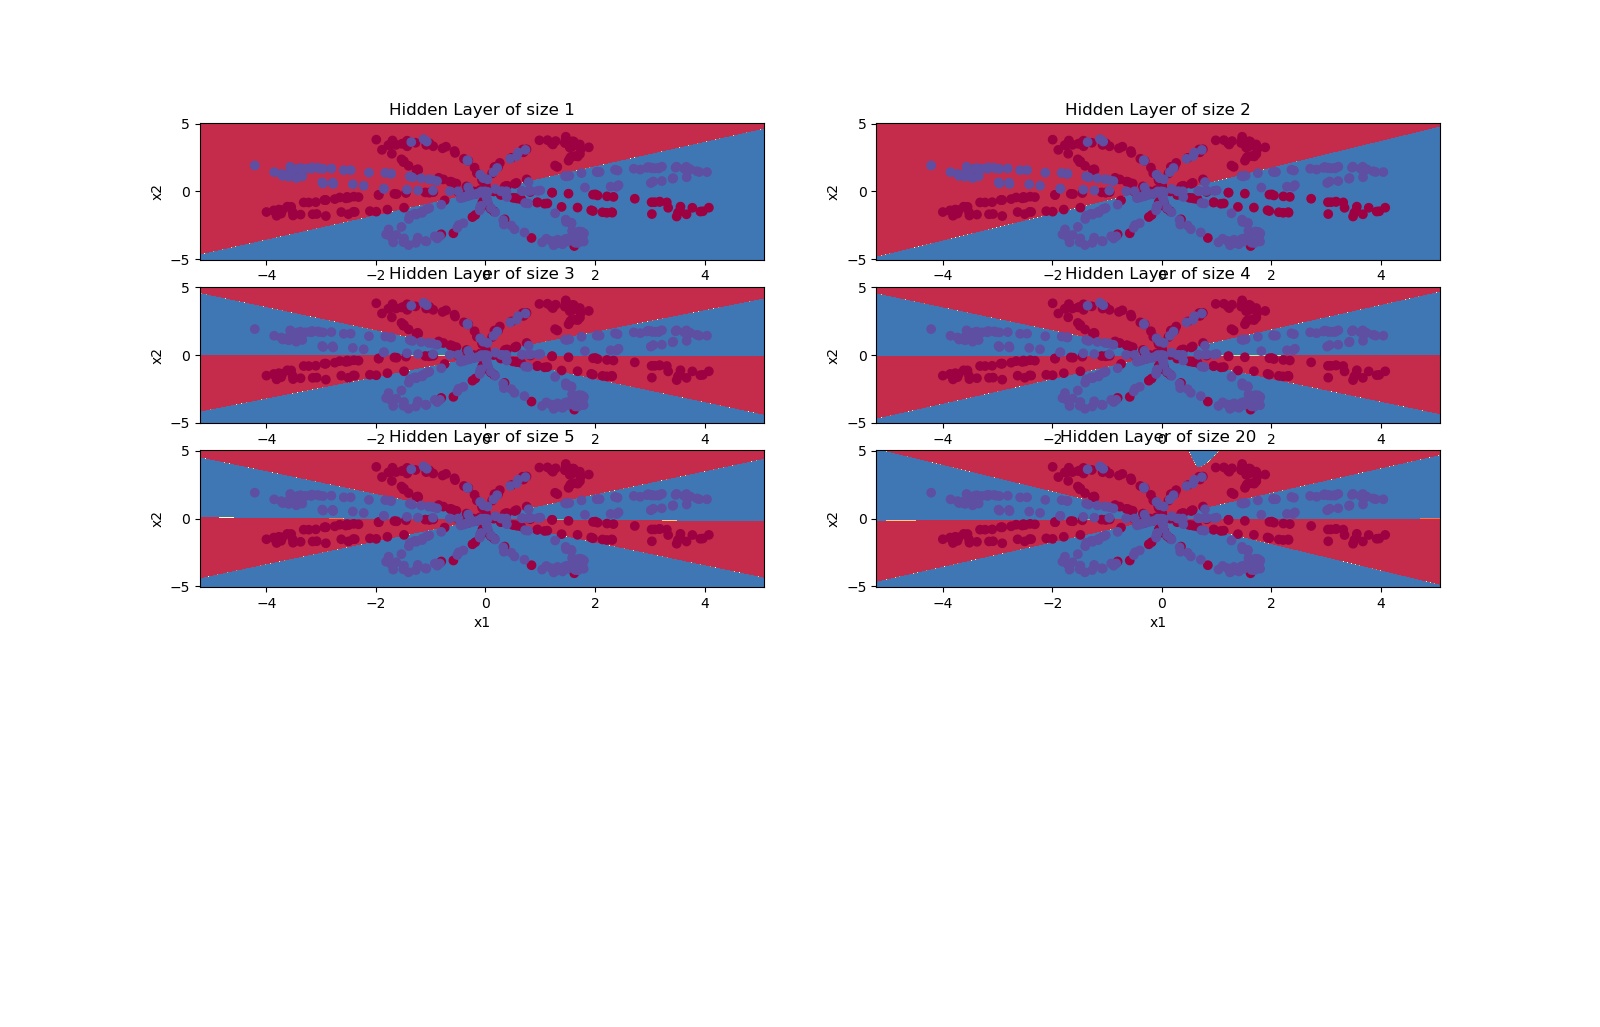 Hidden Layer of size 1
5
x2
0
−5
−4 −2 0 2 4
Hidden Layer of size 2
5
x2
0
−5
−4 −2 0 2 4
Hidden Layer of size 3
5
x2
0
−5
−4 −2 0 2 4
Hidden Layer of size 4
5
x2
0
−5
−4 −2 0 2 4
Hidden Layer of size 5
5
x2
0
−5
−4 −2 0 2 4
x1
Hidden Layer of size 20
5
x2
0
−5
−4 −2 0 2 4
x1